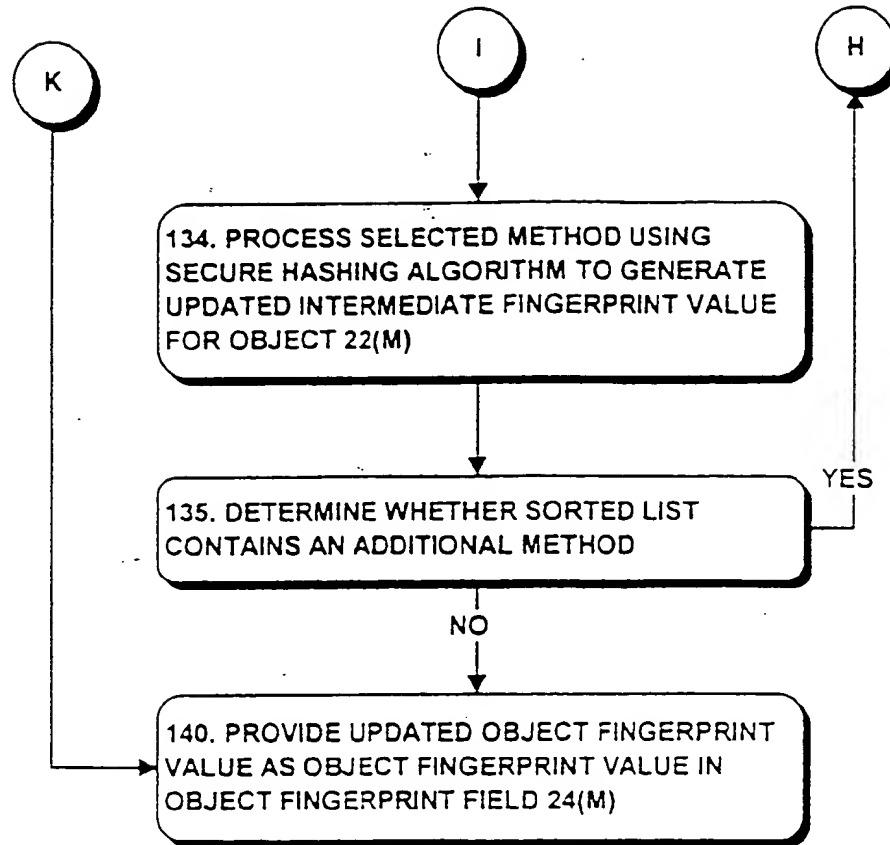 K
I
H
134. PROCESS SELECTED METHOD USING
SECURE HASHING ALGORITHM TO GENERATE
UPDATED INTERMEDIATE FINGERPRINT VALUE
FOR OBJECT 22(M)
YES
135. DETERMINE WHETHER SORTED LIST
CONTAINS AN ADDITIONAL METHOD
NO
140. PROVIDE UPDATED OBJECT FINGERPRINT
VALUE AS OBJECT FINGERPRINT VALUE IN
OBJECT FINGERPRINT FIELD 24(M)